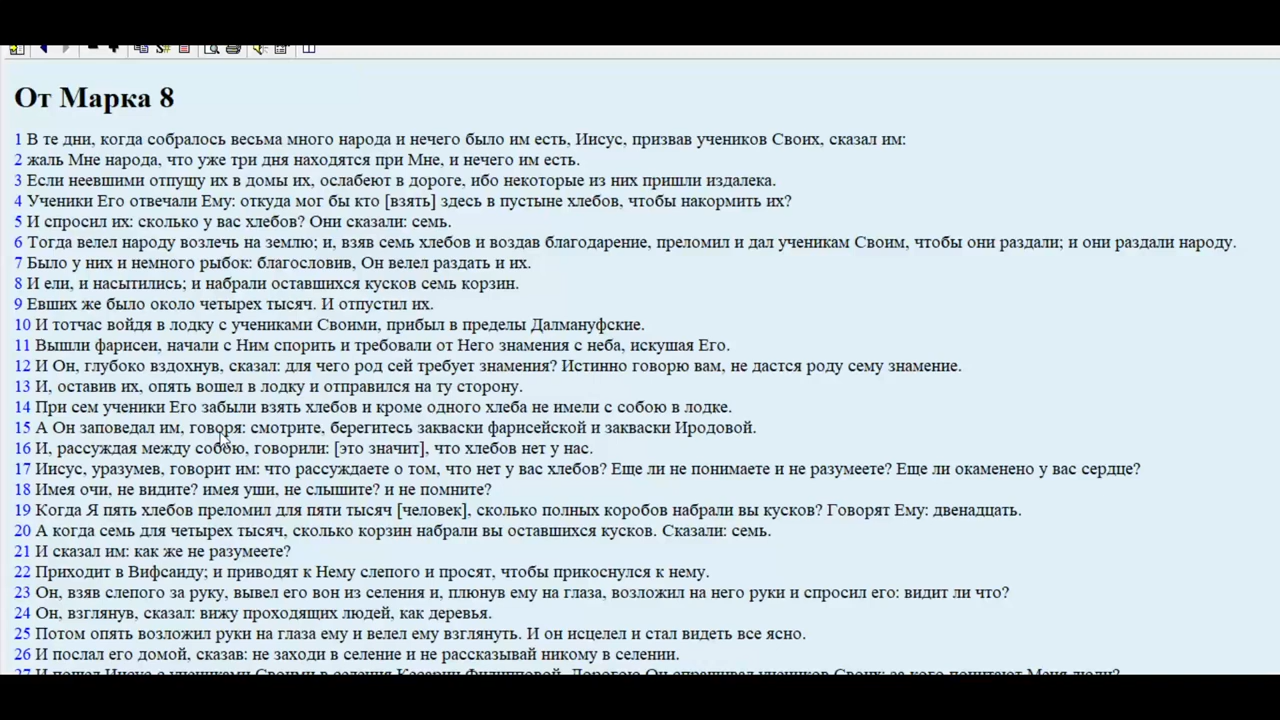 От Марка 8
1 В те дни, когда собралось весьма много народа и нечего было им есть, Иисус, призвав учеников Своих, сказал им:
2 жаль Мне народа, что уже три дня находятся при Мне, и нечего им есть.
3 Если неевшими отпущу их в домы их, ослабеют в дороге, ибо некоторые из них пришли издалека.
4 Ученики Его отвечали Ему: откуда мог бы кто [взять] здесь в пустыне хлебов, чтобы накормить их?
5 И спросил их: сколько у вас хлебов? Они сказали: семь.
6 Тогда велел народу возлечь на землю; и, взяв семь хлебов и воздав благодарение, преломил и дал ученикам Своим, чтобы они раздали; и они раздали народу.
7 Было у них и немного рыбок: благословив, Он велел раздать и их.
8 И ели, и насытились; и набрали оставшихся кусков семь корзин.
9 Евших же было около четырех тысяч. И отпустил их.
10 И тотчас войдя в лодку с учениками Своими, прибыл в пределы Далмануфские.
11 Вышли фарисеи, начали с Ним спорить и требовали от Него знамения с неба, искушая Его.
12 И Он, глубоко вздохнув, сказал: для чего род сей требует знамения? Истинно говорю вам, не дастся роду сему знамение.
13 И, оставив их, опять вошел в лодку и отправился на ту сторону.
14 При сем ученики Его забыли взять хлебов и кроме одного хлеба не имели с собою в лодке.
15 А Он заповедал им, говоря: смотрите, берегитесь закваски фарисейской и закваски Иродовой.
16 И, рассуждая между собою, говорили: [это значит], что хлебов нет у нас.
17 Иисус, уразумев, говорит им: что рассуждаете о том, что нет у вас хлебов? Еще ли не понимаете и не разумеете? Еще ли окаменено у вас сердце?
18 Имея очи, не видите? имея уши, не слышите? и не помните?
19 Когда Я пять хлебов преломил для пяти тысяч [человек], сколько полных коробов набрали вы кусков? Говорят Ему: двенадцать.
20 А когда семь для четырех тысяч, сколько корзин набрали вы оставшихся кусков. Сказали: семь.
21 И сказал им: как же не разумеете?
22 Приходит в Вифсаиду; и приводят к Нему слепого и просят, чтобы прикоснулся к нему.
23 Он, взяв слепого за руку, вывел его вон из селения и, плюнув ему на глаза, возложил на него руки и спросил его: видит ли что?
24 Он, взглянув, сказал: вижу проходящих людей, как деревья.
25 Потом опять возложил руки на глаза ему и велел ему взглянуть. И он исцелел и стал видеть все ясно.
26 И послал его домой, сказав: не заходи в селение и не рассказывай никому в селении.
27 И пошел Иисус с учениками Своими в селения Кесарии Филипповой. Дорогою Он спрашивал учеников Своих: за кого почитают Меня люди?